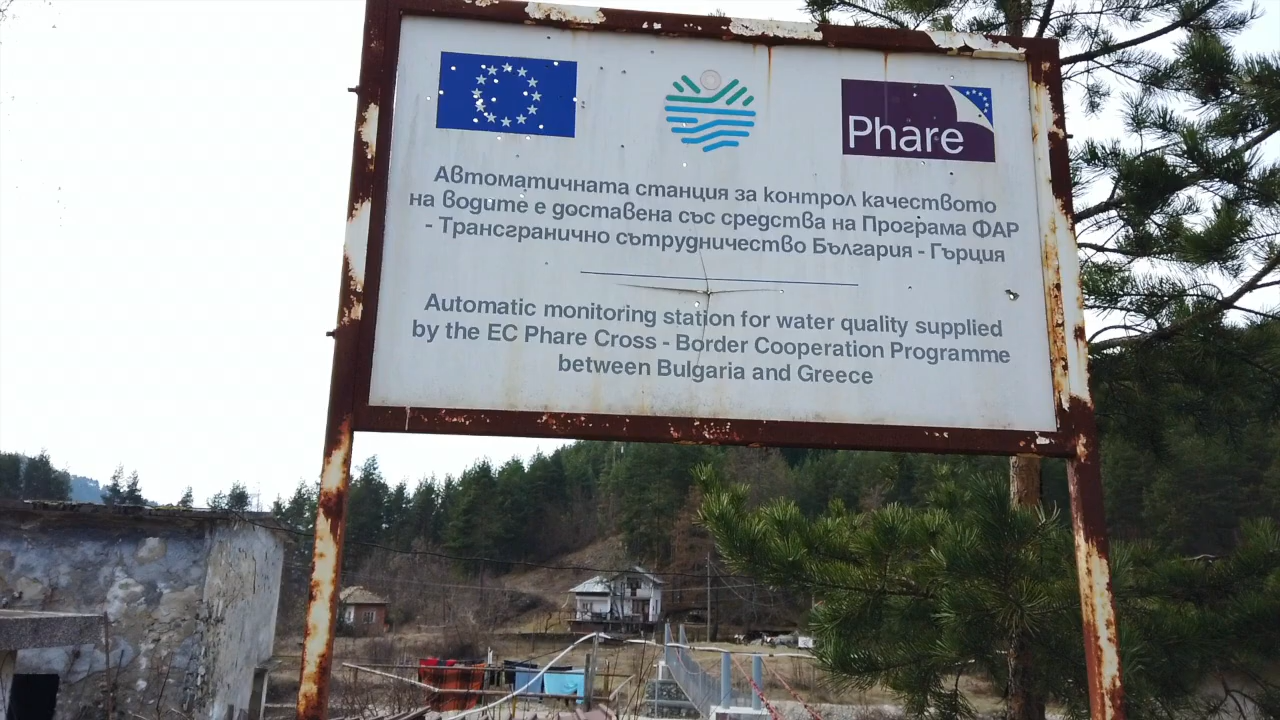 Phare
Автоматичната станция за контрол качеството
на водите е доставена със средства на Програма ФАР
- Трансгранично сътрудничество България - Гърция
Automatic monitoring station for water quality supplied
by the EC Phare Cross - Border Cooperation Programme
between Bulgaria and Greece